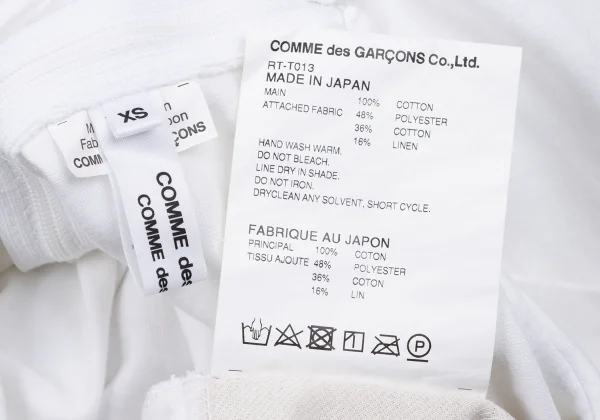 COMME des GARÇONS Co.,Ltd.
RT-T013
MADE IN JAPAN
MAIN 100% COTTON
ATTACHED FABRIC 48% POLYESTER
36% COTTON
16% LINEN
HAND WASH WARM.
DO NOT BLEACH.
LINE DRY IN SHADE.
DO NOT IRON.
DRYCLEAN ANY SOLVENT, SHORT CYCLE.
FABRIQUE AU JAPON
PRINCIPAL 100% COTON
TISSU AJOUTE 48% POLYESTER
36% COTON
16% LIN
P
XS
COMME des
COMME des